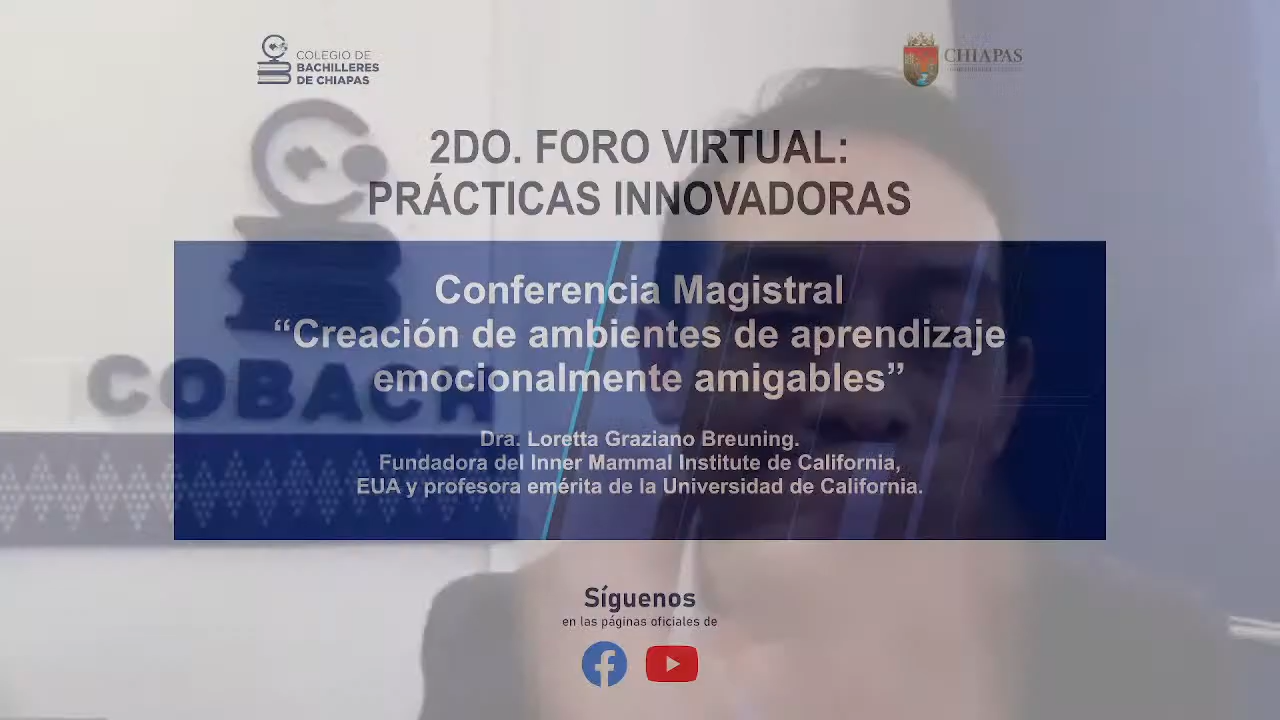 COLEGIO DE
BACHILLERES
DE CHIAPAS
CHIAPAS
2DO. FORO VIRTUAL:
PRÁCTICAS INNOVADORAS
Conferencia Magistral
“Creación de ambientes de aprendizaje
emocionalmente amigables”
COBACH
Dra. Loretta Graziano Breuning.
Fundadora del Inner Mammal Institute de California,
EUA y profesora emérita de la Universidad de California.
Síguenos
en las páginas oficiales de